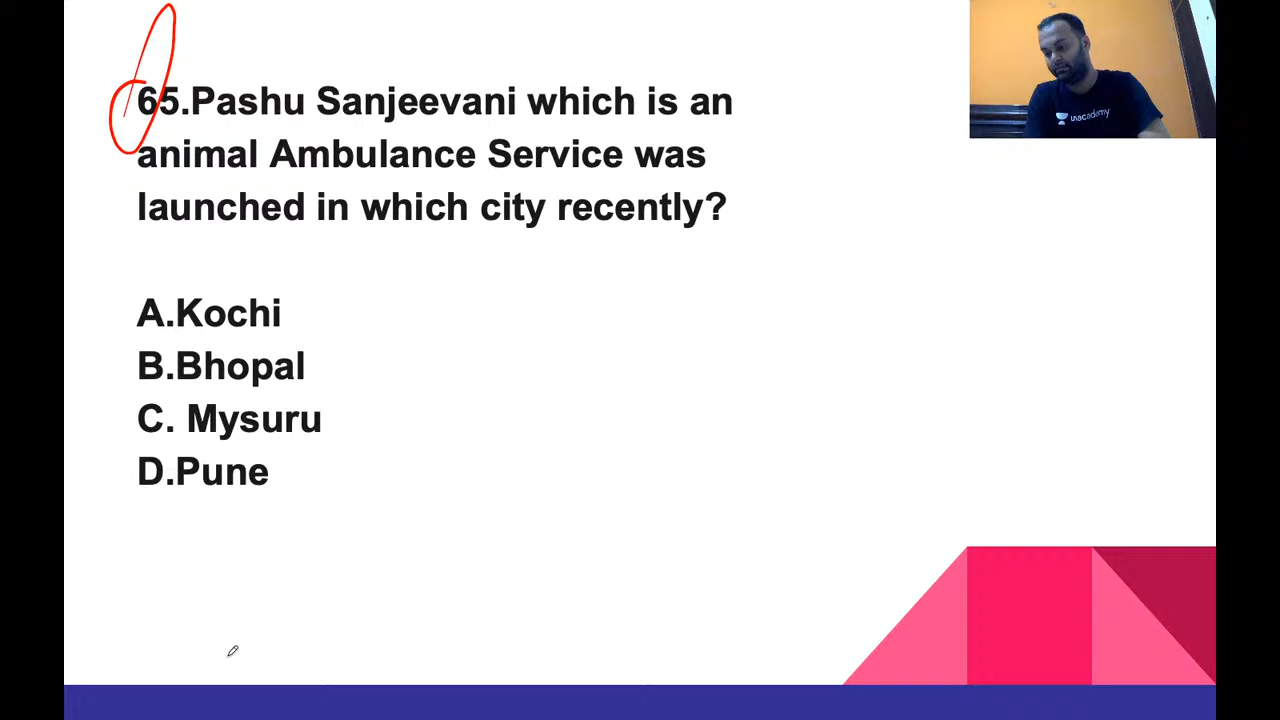 65.Pashu Sanjeevani which is an
animal Ambulance Service was
launched in which city recently?
A.Kochi
B.Bhopal
C. Mysuru
D.Pune
unacademy